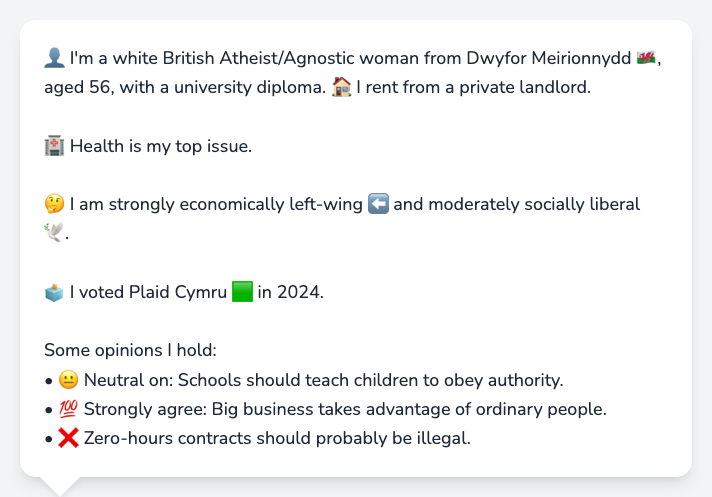 👤 I'm a white British Atheist/Agnostic woman from Dwyfor Meirionnydd 🏴󠁧󠁢󠁷󠁬󠁳󠁿,
aged 56, with a university diploma. 🏠 I rent from a private landlord.
🏥 Health is my top issue.
🤔 I am strongly economically left-wing ⬅️ and moderately socially liberal
🕊️.
🗳️ I voted Plaid Cymru 🟩 in 2024.
Some opinions I hold:
• 😐 Neutral on: Schools should teach children to obey authority.
• 💯 Strongly agree: Big business takes advantage of ordinary people.
• ❌ Zero-hours contracts should probably be illegal.